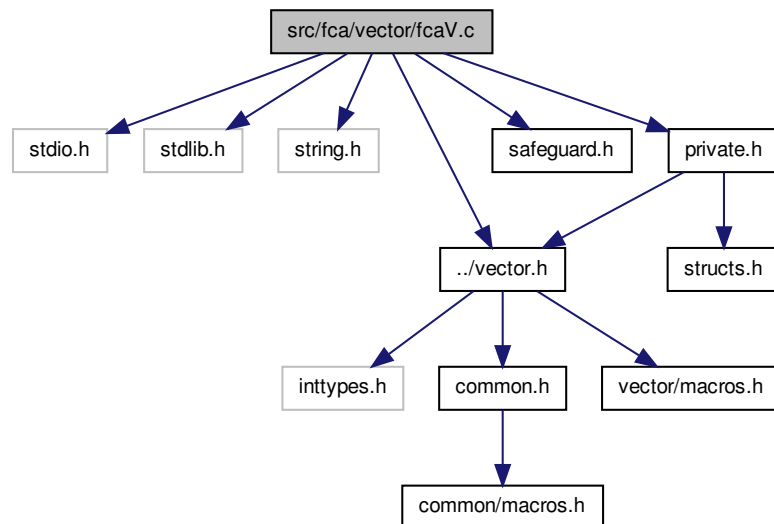 src/fca/vector/fcaV.c
stdio.h
stdlib.h
string.h
safeguard.h
private.h
../vector.h
structs.h
inttypes.h
common.h
vector/macros.h
common/macros.h